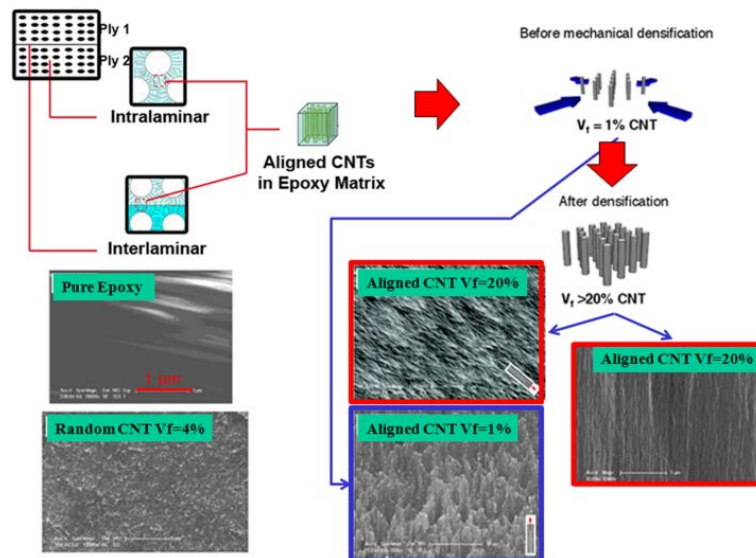 Ply 1
Ply 2
Intralaminar
Interlaminar
Aligned CNTs
in Epoxy Matrix
Before mechanical densification
Vf = 1% CNT
After densification
Vf >20% CNT
Pure Epoxy
1 µm
Random CNT Vf=4%
Aligned CNT Vf=20%
Aligned CNT Vf=1%
Aligned CNT Vf=20%